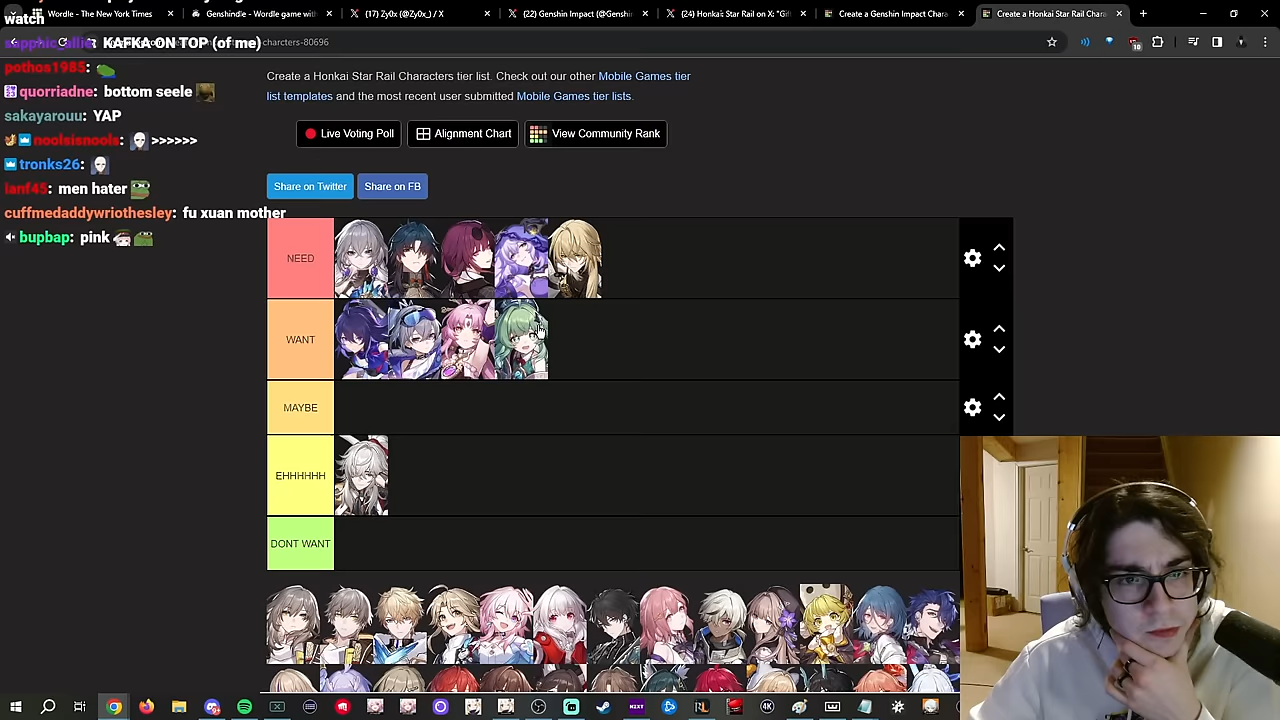 Wordle - The New York Times
Genshindle - Wordle game with
(17) Zy0x (@Zy0x_) / X
(22) Genshin Impact (@Genshi
(24) Honkai: Star Rail on X: "Gif
Create a Genshin Impact Chara
Create a Honkai Star Rail Chara
watch
charcters-80696
KAFKA ON TOP (of me)
pothos1985:
quorriadne: bottom seele
sakayarouu: YAP
noolsisnools: >>>>>>
tronks26:
ianf45: men hater
cuffmedaddywriothesley: fu xuan mother
bupbap: pink
Create a Honkai Star Rail Characters tier list. Check out our other Mobile Games tier
list templates and the most recent user submitted Mobile Games tier lists.
Live Voting Poll
Alignment Chart
View Community Rank
Share on Twitter
Share on FB
NEED
WANT
MAYBE
EHHHHHH
DONT WANT